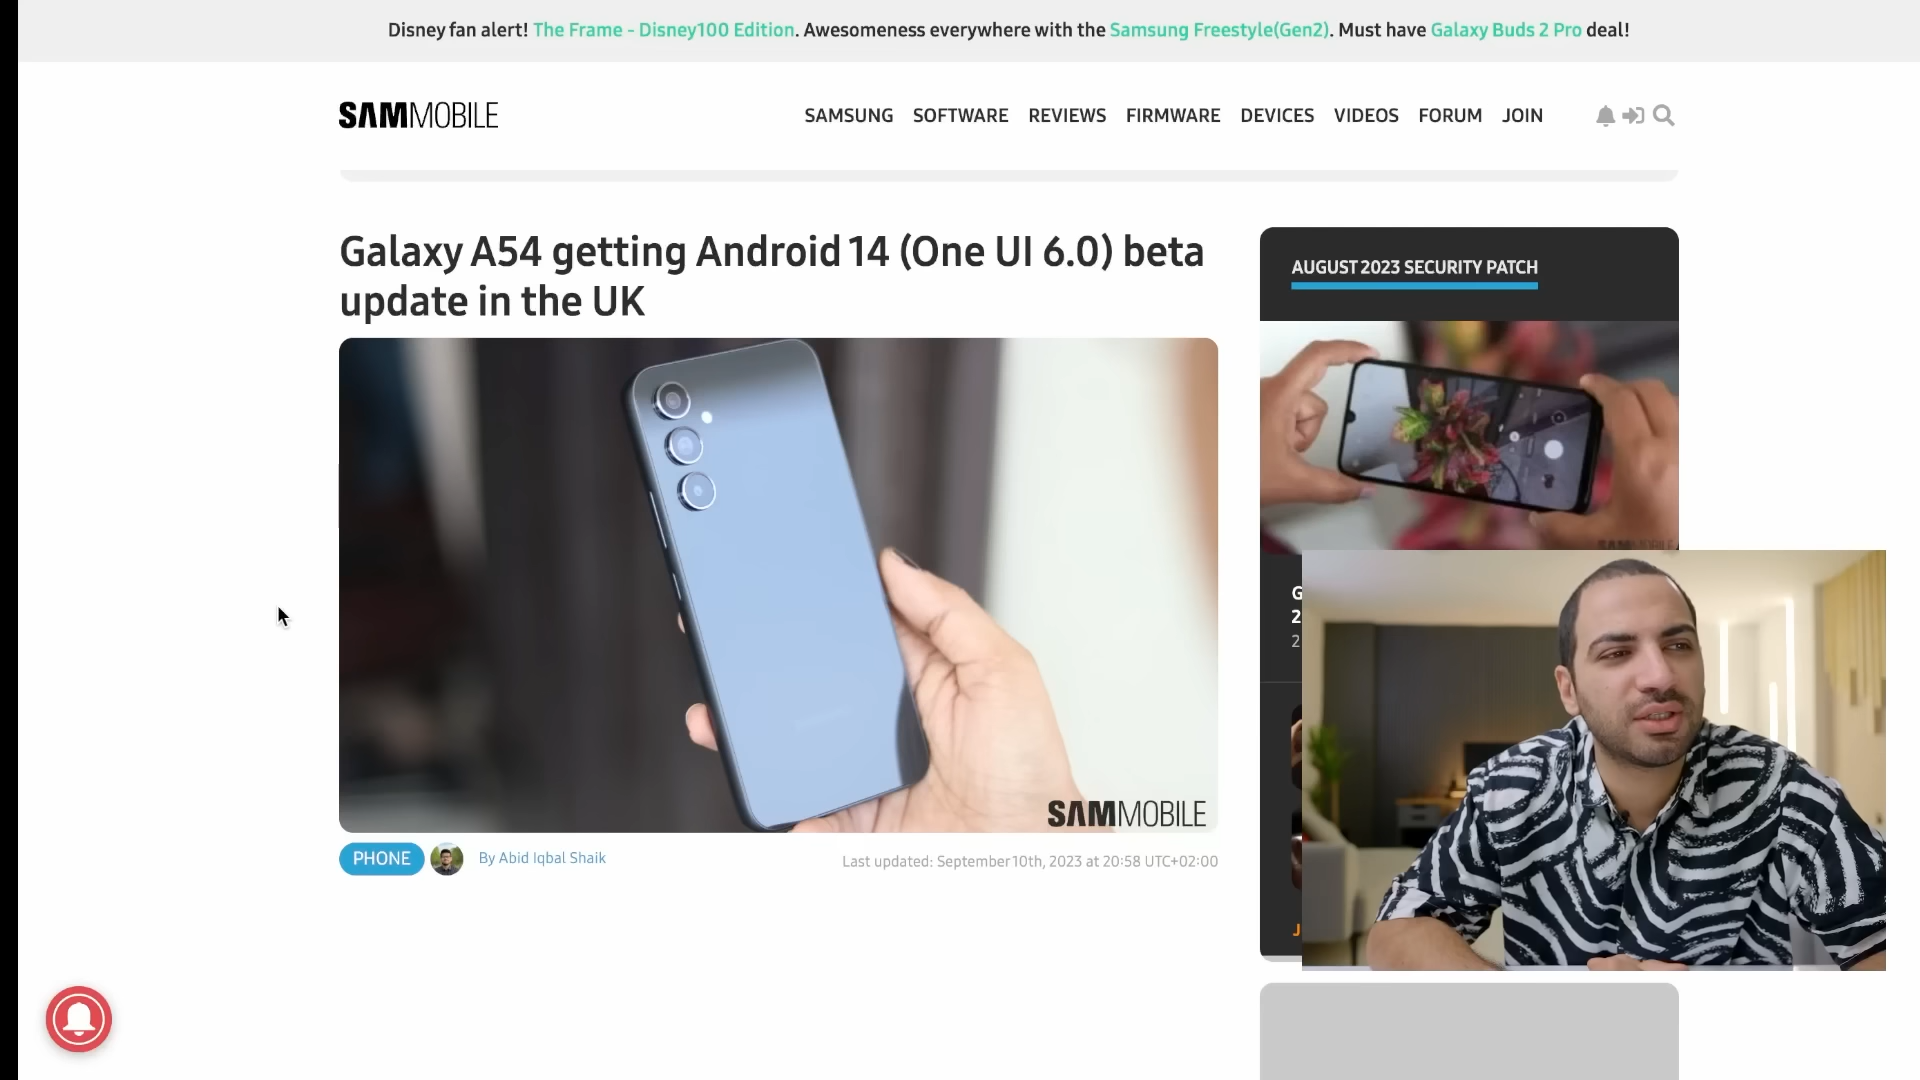 Disney fan alert! The Frame - Disney100 Edition. Awesomeness everywhere with the Samsung Freestyle(Gen2). Must have Galaxy Buds 2 Pro deal!
SAMMOBILE
SAMSUNG SOFTWARE REVIEWS FIRMWARE DEVICES VIDEOS FORUM JOIN
Galaxy A54 getting Android 14 (One UI 6.0) beta
update in the UK
SAMMOBILE
PHONE
By Abid Iqbal Shaik
Last updated: September 10th, 2023 at 20:58 UTC+02:00
AUGUST 2023 SECURITY PATCH
SAMMOBILE
G
2
2
J